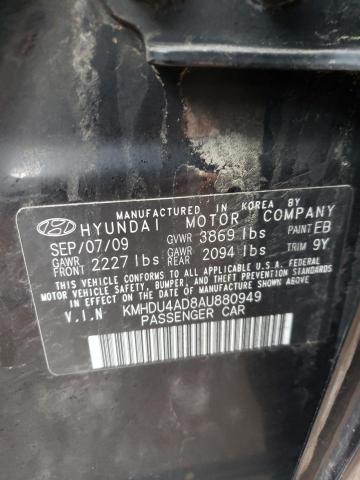 MANUFACTURED IN KOREA BY
HYUNDAI MOTOR COMPANY
SEP/07/09 GVWR 3869 lbs PAINT EB
GAWR FRONT 2227 lbs GAWR REAR 2094 lbs TRIM 9Y
THIS VEHICLE CONFORMS TO ALL APPLICABLE U.S. FEDERAL
MOTOR VEHICLE SAFETY, BUMPER, AND THEFT PREVENTION
STANDARDS IN EFFECT ON THE DATE OF MANUFACTURE SHOWN ABOVE.
V.I.N KMHDU4AD8AU880949
PASSENGER CAR